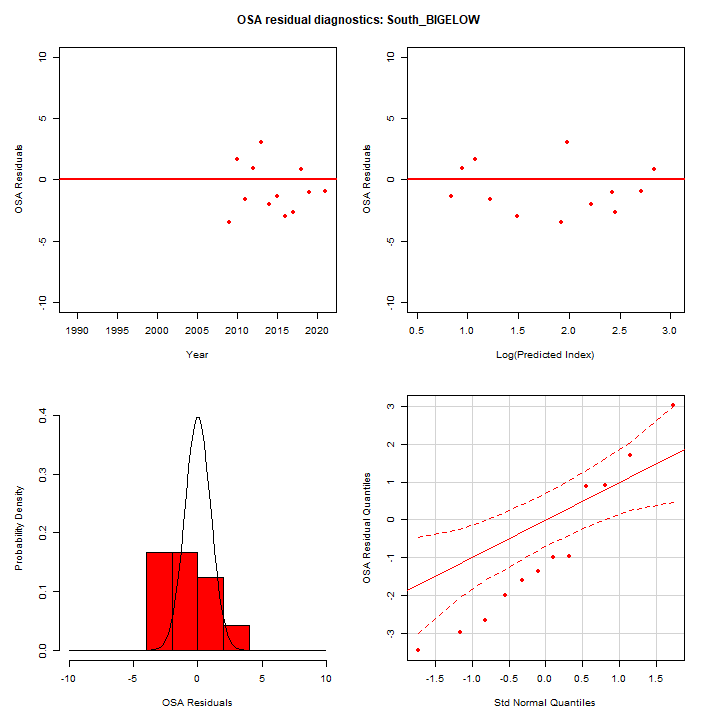 OSA residual diagnostics: South_BIGELOW
OSA Residuals
10
5
0
-5
-10
1990 1995 2000 2005 2010 2015 2020
Year
OSA Residuals
10
5
0
-5
-10
0.5 1.0 1.5 2.0 2.5 3.0
Log(Predicted Index)
Probability Density
0.4
0.3
0.2
0.1
0.0
-10 -5 0 5 10
OSA Residuals
OSA Residual Quantiles
3
2
1
0
-1
-2
-3
-1.5 -1.0 -0.5 0.0 0.5 1.0 1.5
Std Normal Quantiles